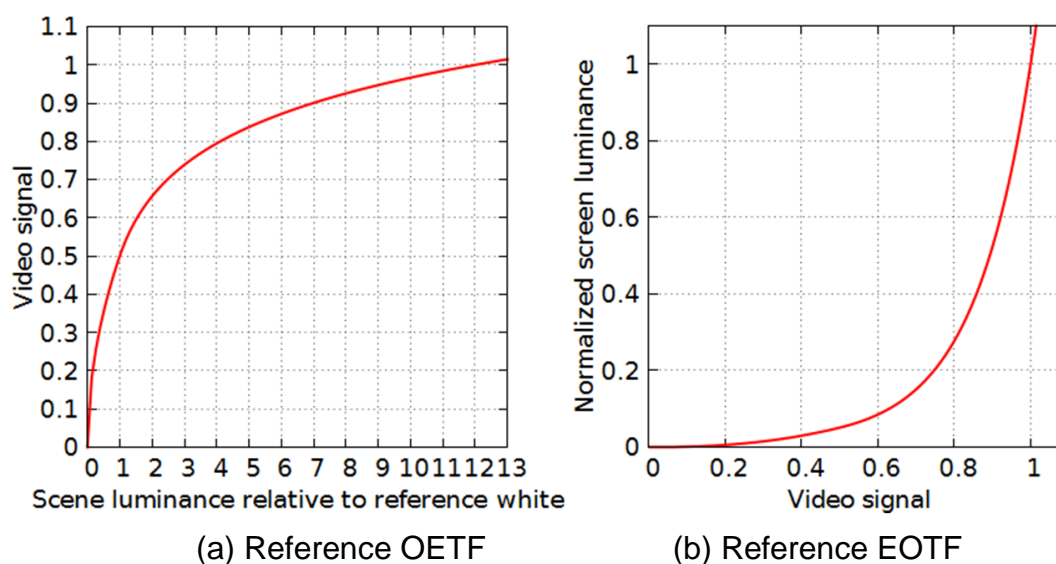 1.1
1
0.9
0.8
0.7
0.6
0.5
0.4
0.3
0.2
0.1
0
Video signal
0 1 2 3 4 5 6 7 8 9 10 11 12 13
Scene luminance relative to reference white
(a) Reference OETF
1
0.8
0.6
0.4
0.2
0
Normalized screen luminance
0 0.2 0.4 0.6 0.8 1
Video signal
(b) Reference EOTF